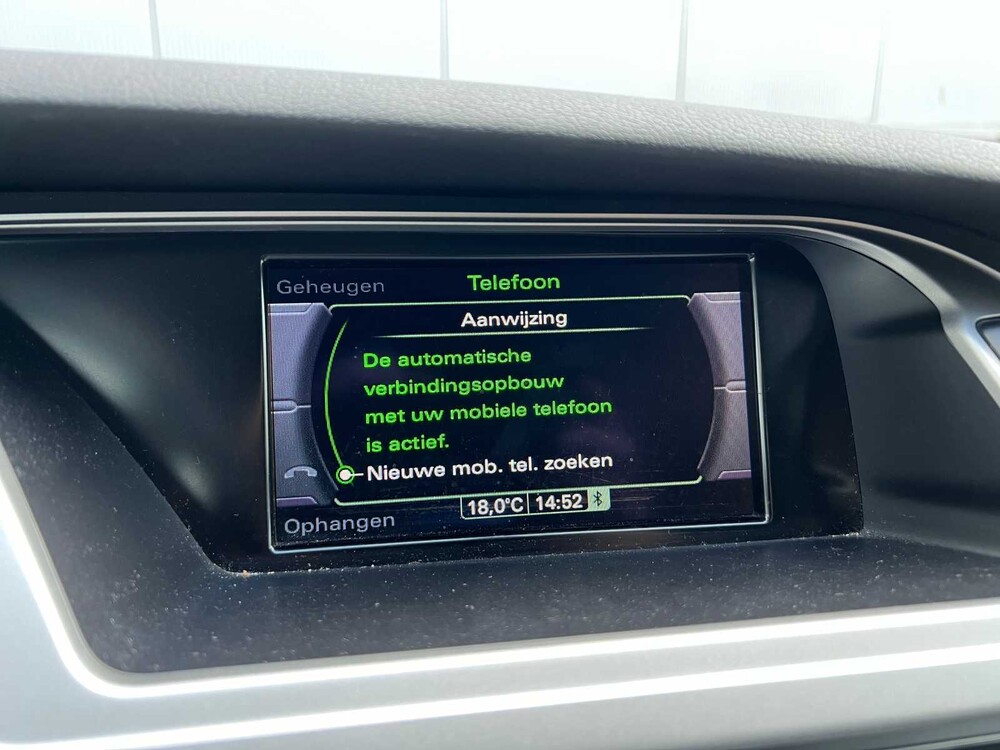 Geheugen
Telefoon
Aanwijzing
De automatische
verbindingsopbouw
met uw mobiele telefoon
is actief.
Nieuwe mob. tel. zoeken
18,0°C 14:52
Ophangen